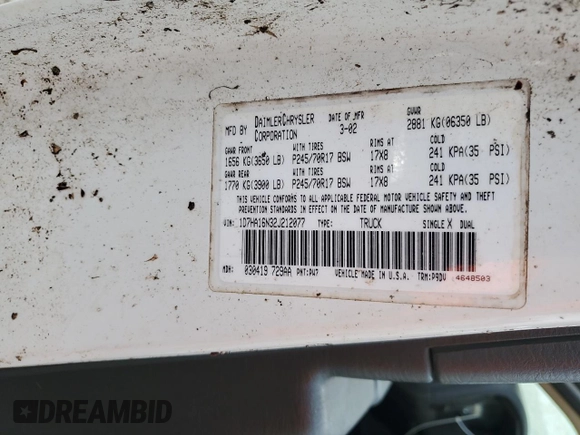 MFD BY DAIMLERCHRYSLER CORPORATION DATE OF MFR 3-02 GVWR 2881 KG(06350 LB)
GAWR FRONT WITH TIRES RIMS AT COLD
1656 KG(3650 LB) P245/70R17 BSW 17X8 241 KPA(35 PSI)
GAWR REAR WITH TIRES RIMS AT COLD
1770 KG(3900 LB) P245/70R17 BSW 17X8 241 KPA(35 PSI)
THIS VEHICLE CONFORMS TO ALL APPLICABLE FEDERAL MOTOR VEHICLE SAFETY AND THEFT
PREVENTION STANDARDS IN EFFECT ON THE DATE OF MANUFACTURE SHOWN ABOVE.
VIN: 1D7HA16N32J212077 TYPE: TRUCK SINGLE X DUAL
MDH: 030419 729AA PNT: PW7 VEHICLE MADE IN U.S.A. TRM: P9DV 4648503
DREAMBID